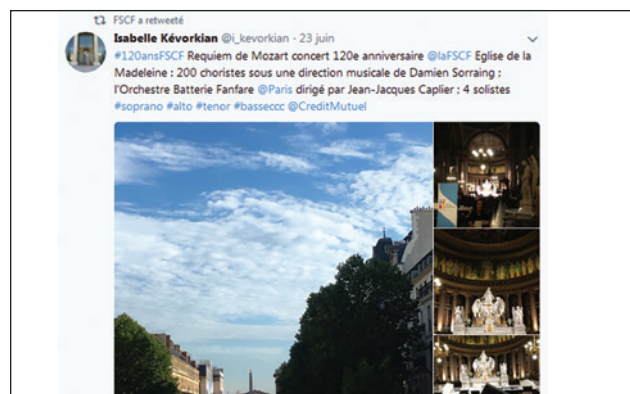 FSCF a retweeté
Isabelle Kévorkian @i_kevorkian · 23 juin
#120ansFSCF Requiem de Mozart concert 120e anniversaire @laFSCF Eglise de la
Madeleine : 200 choristes sous une direction musicale de Damien Sorraing ;
l'Orchestre Batterie Fanfare @Paris dirigé par Jean-Jacques Caplier ; 4 solistes
#soprano #alto #tenor #basseccc @CreditMutuel